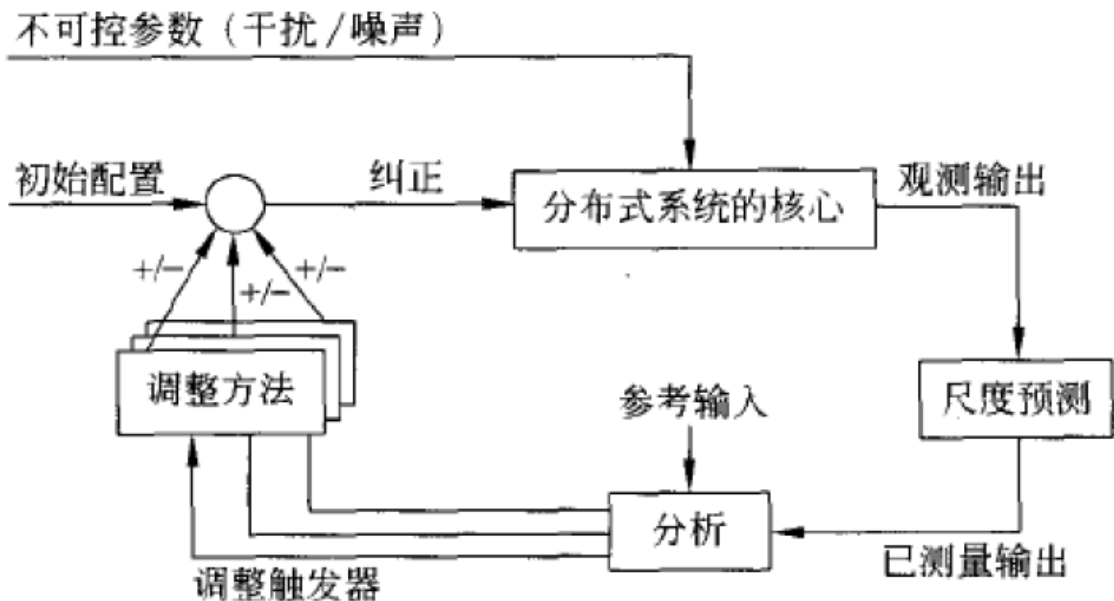 不可控参数（干扰/噪声）
初始配置
纠正
分布式系统的核心
观测输出
+/−
+/−
+/−
调整方法
参考输入
尺度预测
分析
已测量输出
调整触发器